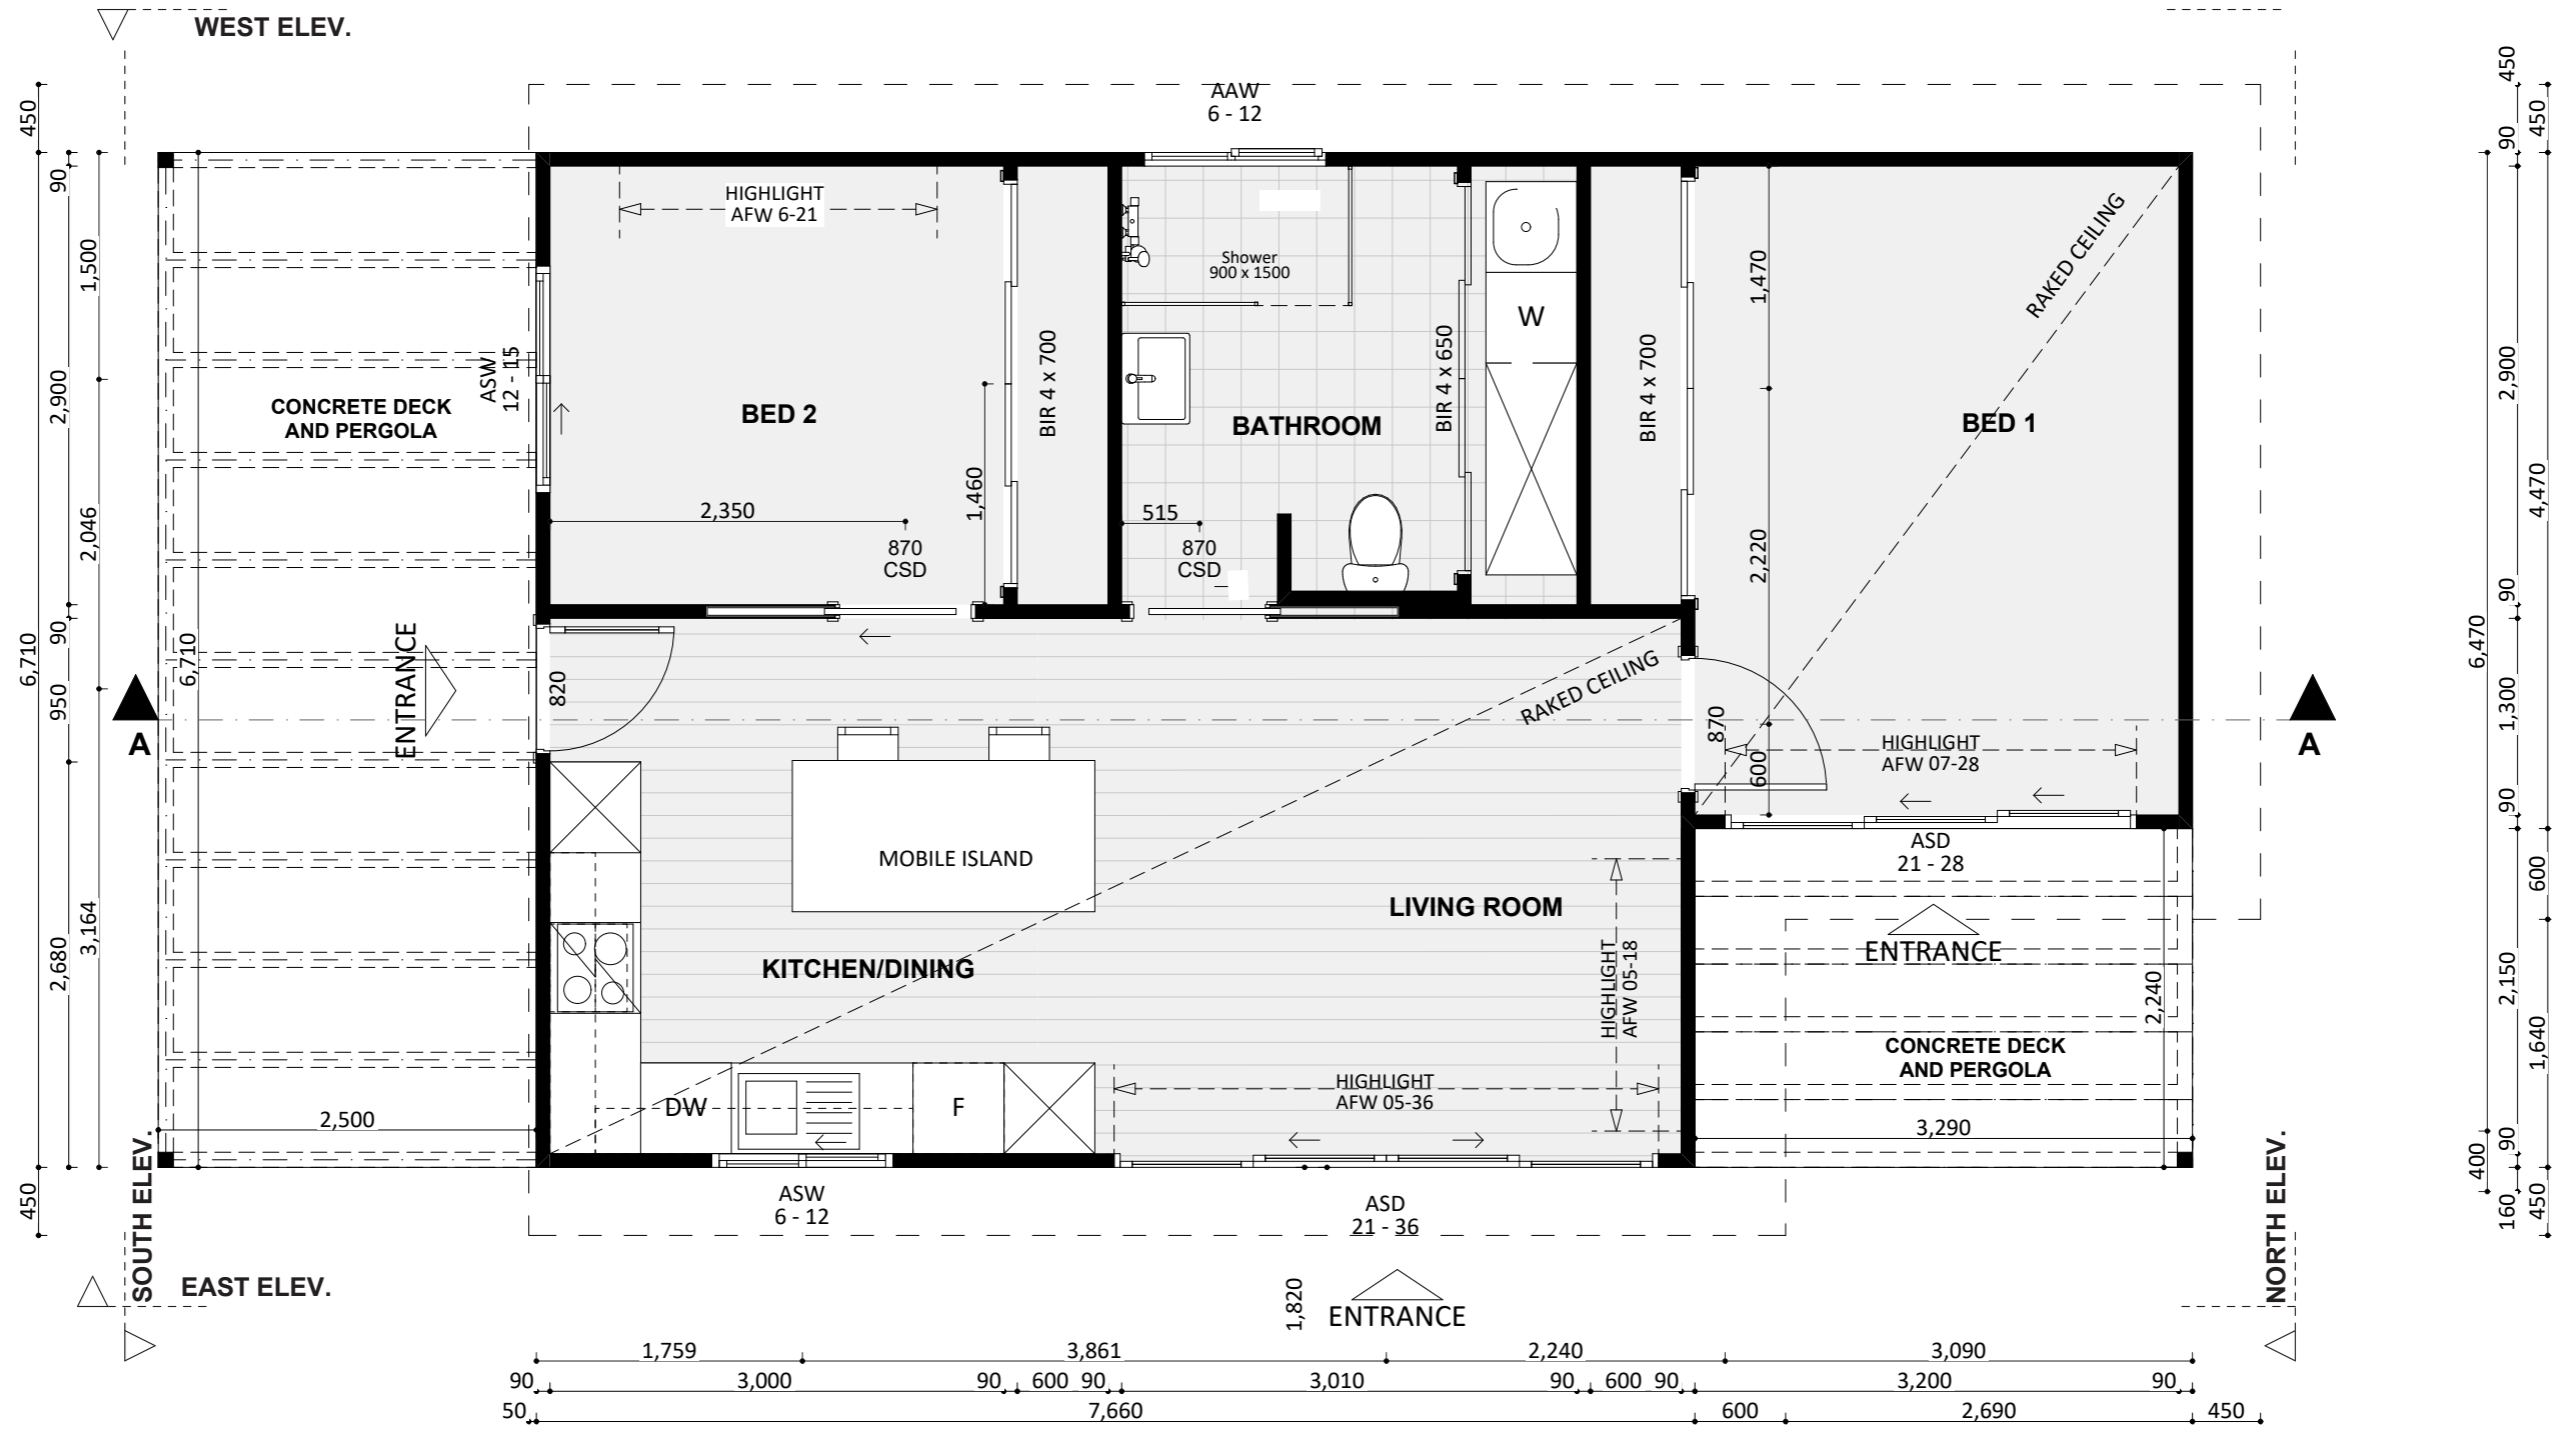 WEST ELEV.
AAW
6 - 12
HIGHLIGHT
AFW 6-21
Shower
900 x 1500
W
RAKED CEILING
ASW
12 - 15
CONCRETE DECK
AND PERGOLA
BED 2
BIR 4 x 700
BATHROOM
BIR 4 x 650
BIR 4 x 700
BED 1
1,470
2,220
600
2,350
1,460
515
870
CSD
870
CSD
ENTRANCE
820
RAKED CEILING
870
HIGHLIGHT
AFW 07-28
A
A
MOBILE ISLAND
ASD
21 - 28
LIVING ROOM
ENTRANCE
KITCHEN/DINING
HIGHLIGHT
AFW 05-18
2,240
CONCRETE DECK
AND PERGOLA
HIGHLIGHT
AFW 05-36
DW
F
2,500
3,290
ASW
6 - 12
ASD
21 - 36
SOUTH ELEV.
NORTH ELEV.
EAST ELEV.
1,820
ENTRANCE
450
6,710
450
90
2,900
90
950
2,680
1,500
2,046
3,164
6,710
6,470
400
450
90
2,900
90
1,300
90
2,150
90
160
450
4,470
600
1,640
450
1,759
3,861
2,240
3,090
90
3,000
90
600
90
3,010
90
600
90
3,200
90
50
7,660
600
2,690
450